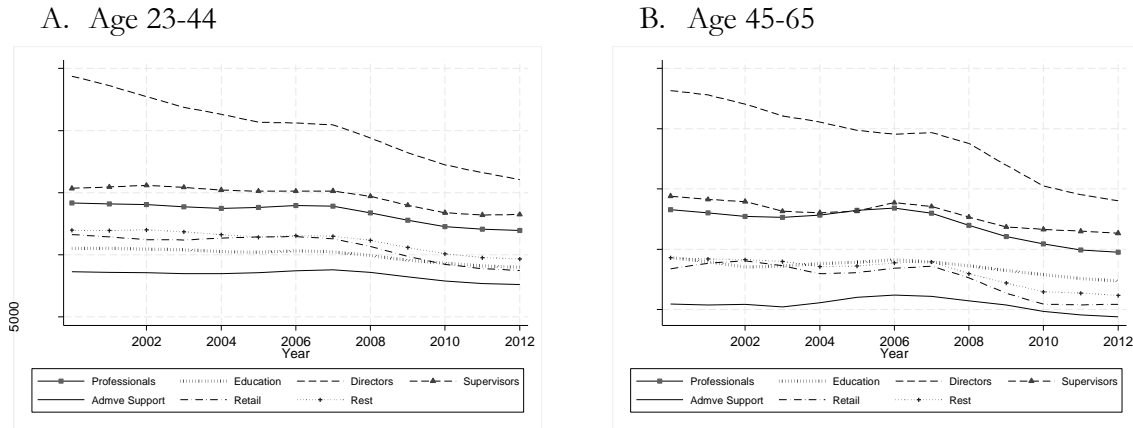 A. Age 23-44
B. Age 45-65
5000
2002 2004 2006 2008 2010 2012
Year
Professionals Education Directors Supervisors
Admve Support Retail Rest
2002 2004 2006 2008 2010 2012
Year
Professionals Education Directors Supervisors
Admve Support Retail Rest